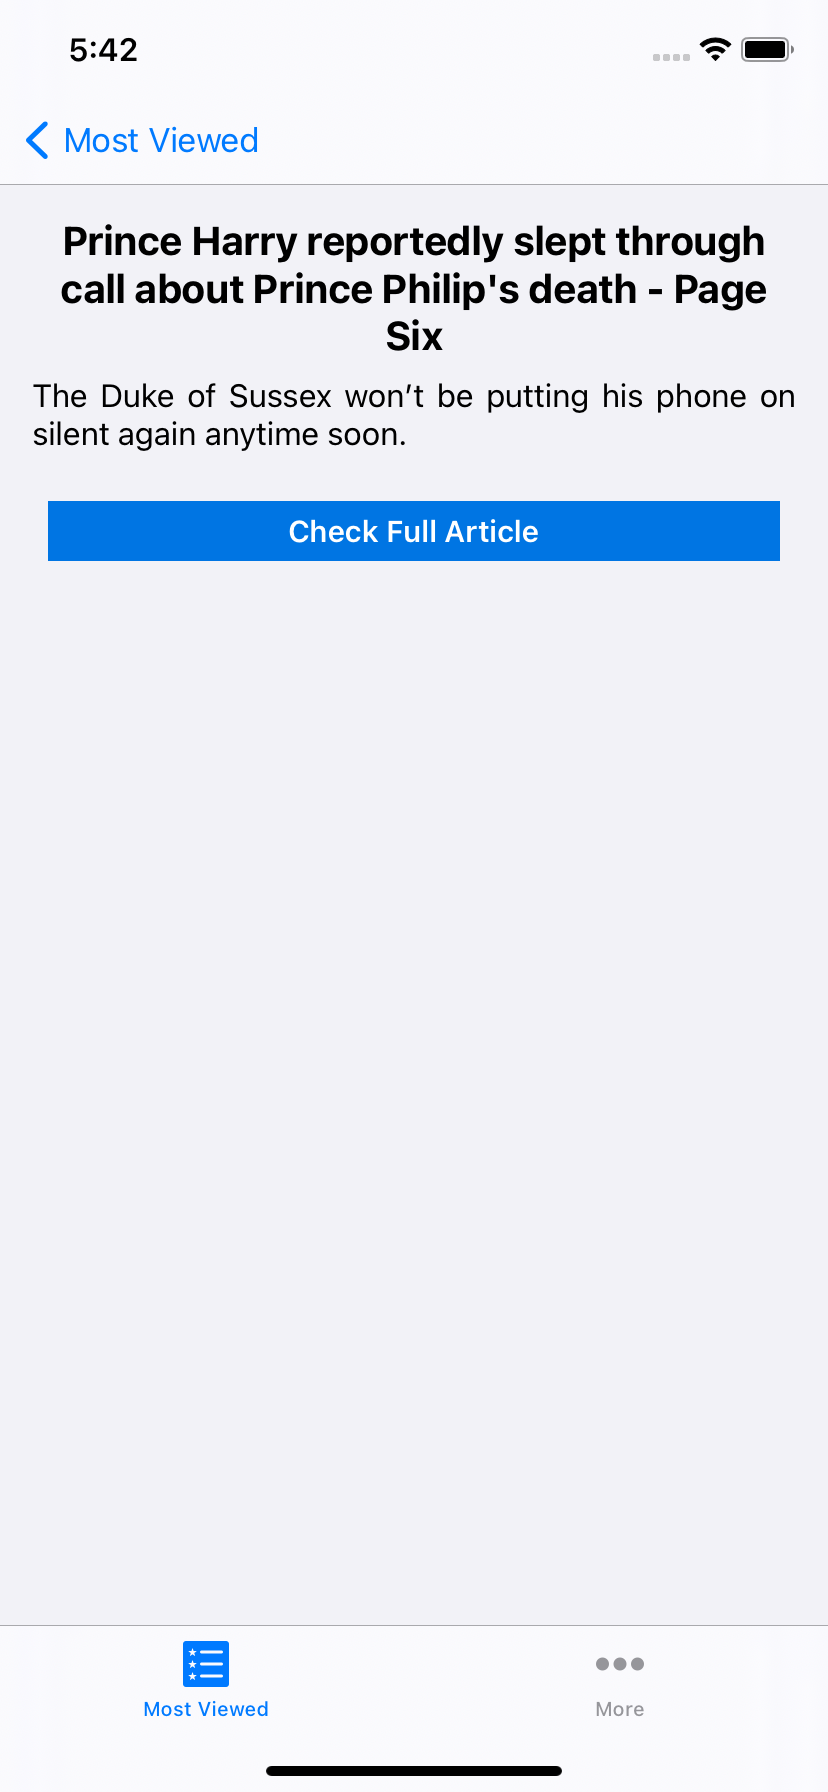 5:42
Most Viewed
Prince Harry reportedly slept through
call about Prince Philip's death - Page
Six
The Duke of Sussex won’t be putting his phone on
silent again anytime soon.
Check Full Article
Most Viewed
More